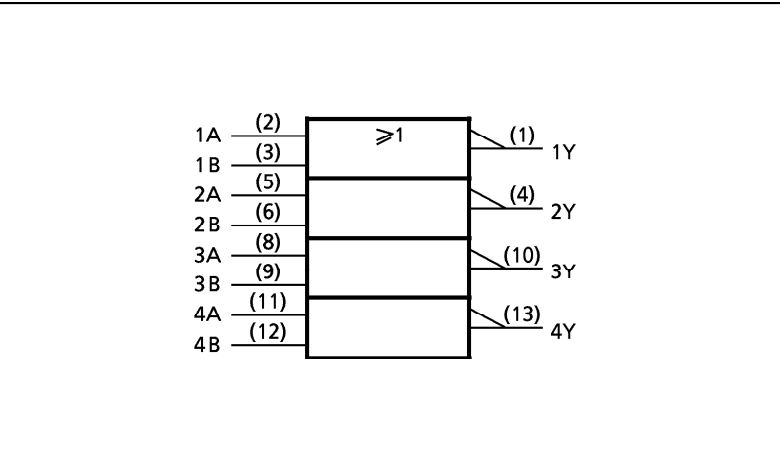 (2)
1A
⩾1
(1)
1Y
(3)
1B
(5)
2A
(4)
2Y
(6)
2B
(8)
3A
(10)
3Y
(9)
3B
(11)
4A
(13)
4Y
(12)
4B